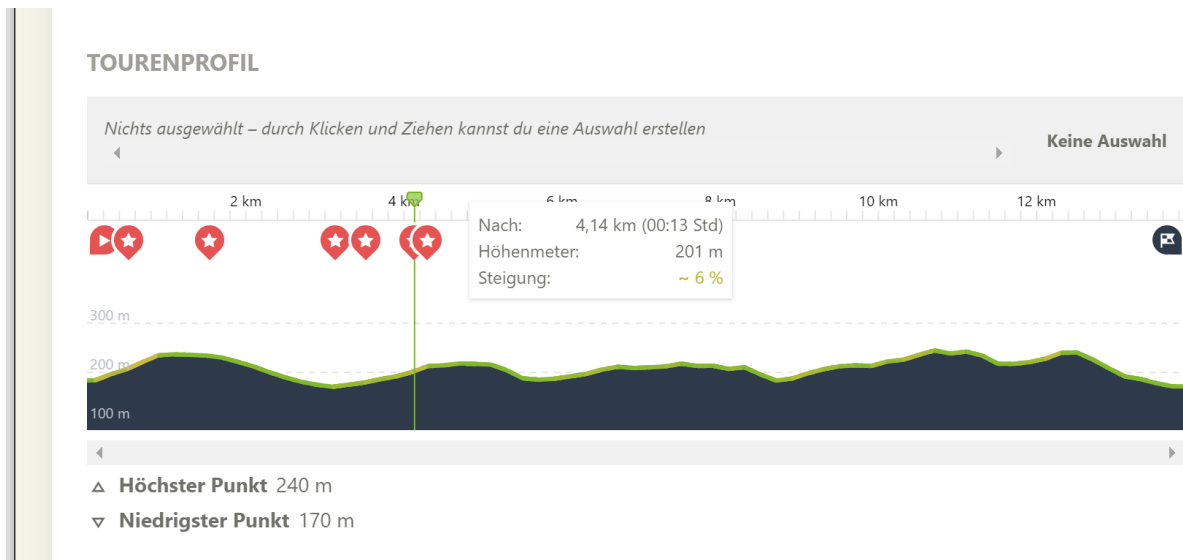 TOURENPROFIL
Nichts ausgewählt – durch Klicken und Ziehen kannst du eine Auswahl erstellen
Keine Auswahl
2 km 4 km 6 km 8 km 10 km 12 km
Nach: 4,14 km (00:13 Std)
Höhenmeter: 201 m
Steigung: ~ 6 %
300 m
200 m
100 m
Höchster Punkt 240 m
Niedrigster Punkt 170 m